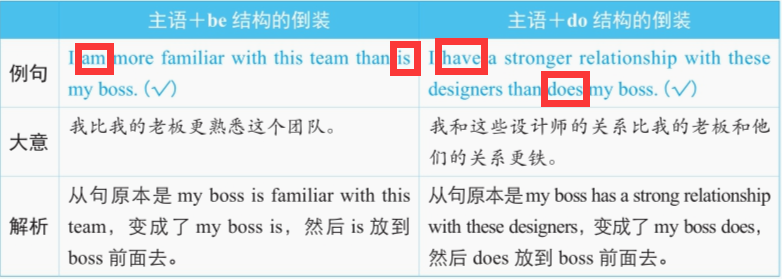 主语＋be 结构的倒装
主语＋do 结构的倒装
例句
I am more familiar with this team than is
my boss.（√）
I have a stronger relationship with these
designers than does my boss.（√）
大意
我比我的老板更熟悉这个团队。
我和这些设计师的关系比我的老板和他
们的关系更铁。
解析
从句原本是 my boss is familiar with this
team，变成了 my boss is，然后 is 放到
boss 前面去。
从句原本是 my boss has a strong relationship
with these designers，变成了 my boss does，
然后 does 放到 boss 前面去。